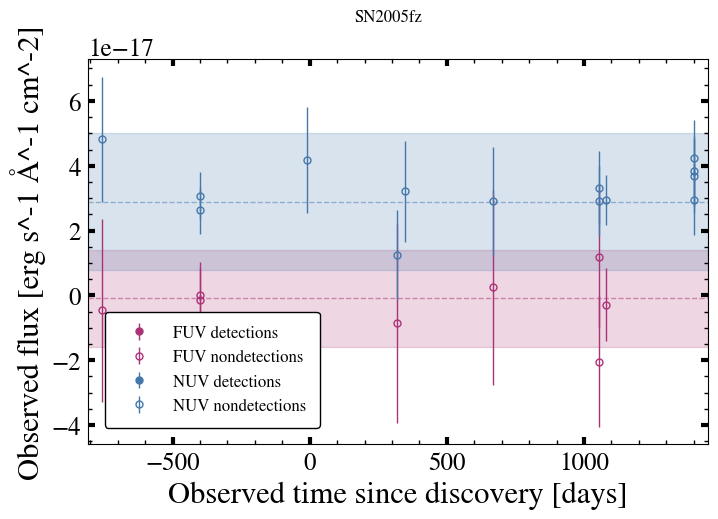 SN2005fz
1e−17
Observed flux [erg s^-1 Å^-1 cm^-2]
6
4
2
0
−2
−4
FUV detections
FUV nondetections
NUV detections
NUV nondetections
−500 0 500 1000
Observed time since discovery [days]